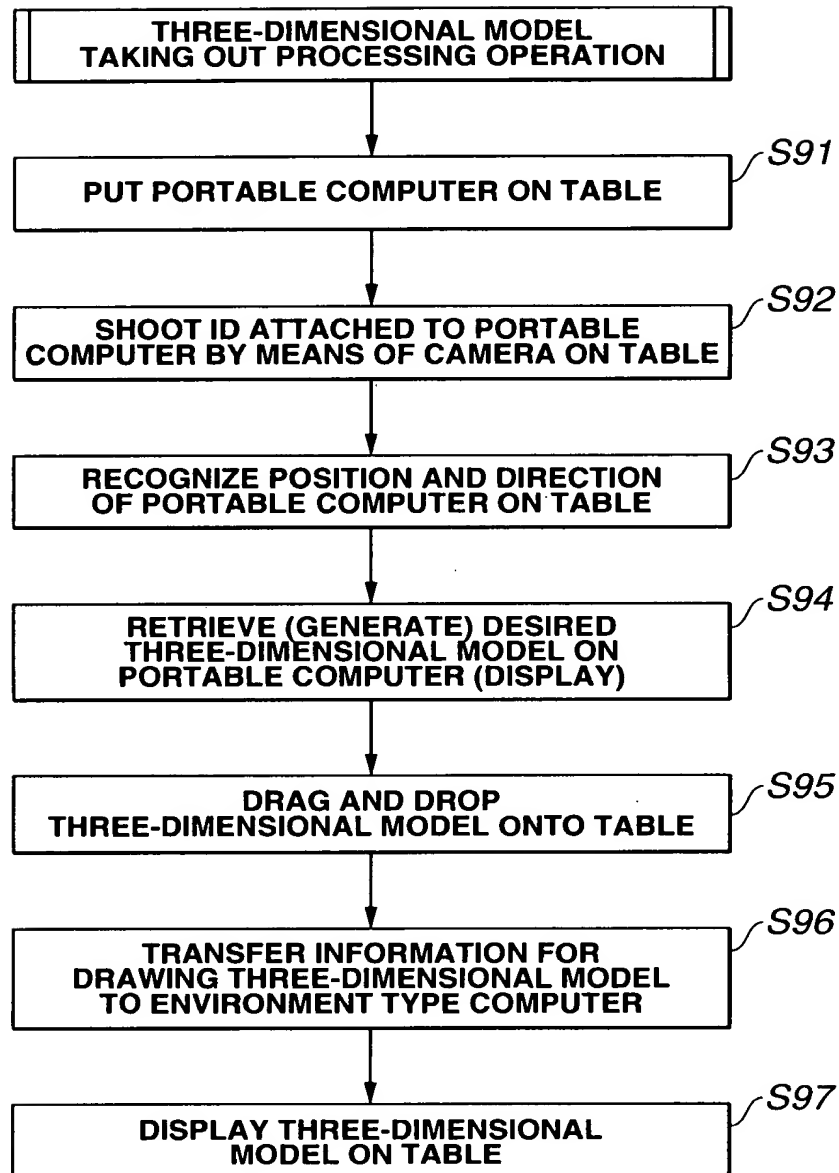 THREE-DIMENSIONAL MODEL
TAKING OUT PROCESSING OPERATION
S91
PUT PORTABLE COMPUTER ON TABLE
S92
SHOOT ID ATTACHED TO PORTABLE
COMPUTER BY MEANS OF CAMERA ON TABLE
S93
RECOGNIZE POSITION AND DIRECTION
OF PORTABLE COMPUTER ON TABLE
S94
RETRIEVE (GENERATE) DESIRED
THREE-DIMENSIONAL MODEL ON
PORTABLE COMPUTER (DISPLAY)
S95
DRAG AND DROP
THREE-DIMENSIONAL MODEL ONTO TABLE
S96
TRANSFER INFORMATION FOR
DRAWING THREE-DIMENSIONAL MODEL
TO ENVIRONMENT TYPE COMPUTER
S97
DISPLAY THREE-DIMENSIONAL
MODEL ON TABLE